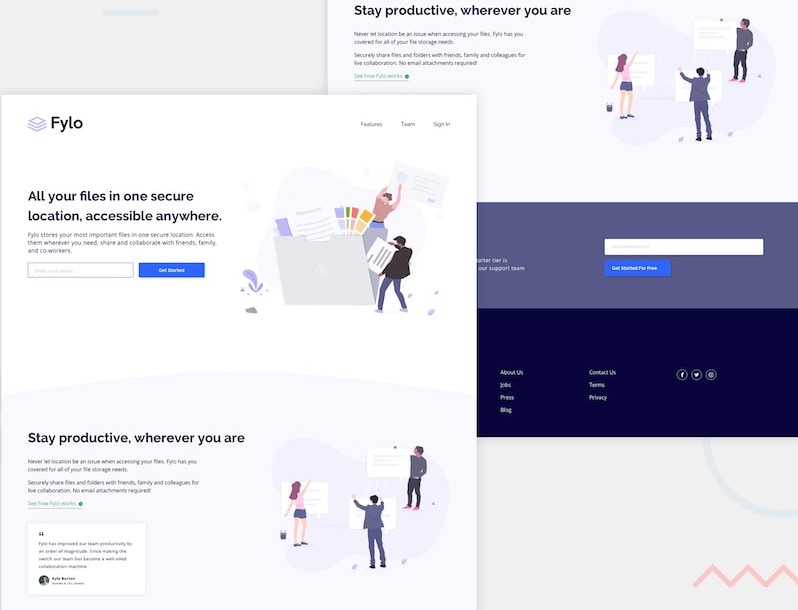 Fylo
Features
Team
Sign In
All your files in one secure
location, accessible anywhere.
Fylo stores your most important files in one secure location. Access
them wherever you need, share and collaborate with friends, family,
and co-workers.
Enter your email...
Get Started
Stay productive, wherever you are
Never let location be an issue when accessing your files. Fylo has you
covered for all of your file storage needs.
Securely share files and folders with friends, family and colleagues for
live collaboration. No email attachments required!
See how Fylo works
“
Fylo has improved our team productivity by
an order of magnitude. Since making the
switch our team has become a well-oiled
collaboration machine.
Kyle Burton
Founder & CEO, Huddle
Stay productive, wherever you are
Never let location be an issue when accessing your files. Fylo has you
covered for all of your file storage needs.
Securely share files and folders with friends, family and colleagues for
live collaboration. No email attachments required!
See how Fylo works
tarter tier is
our support team
Get Started For Free
About Us
Jobs
Press
Blog
Contact Us
Terms
Privacy